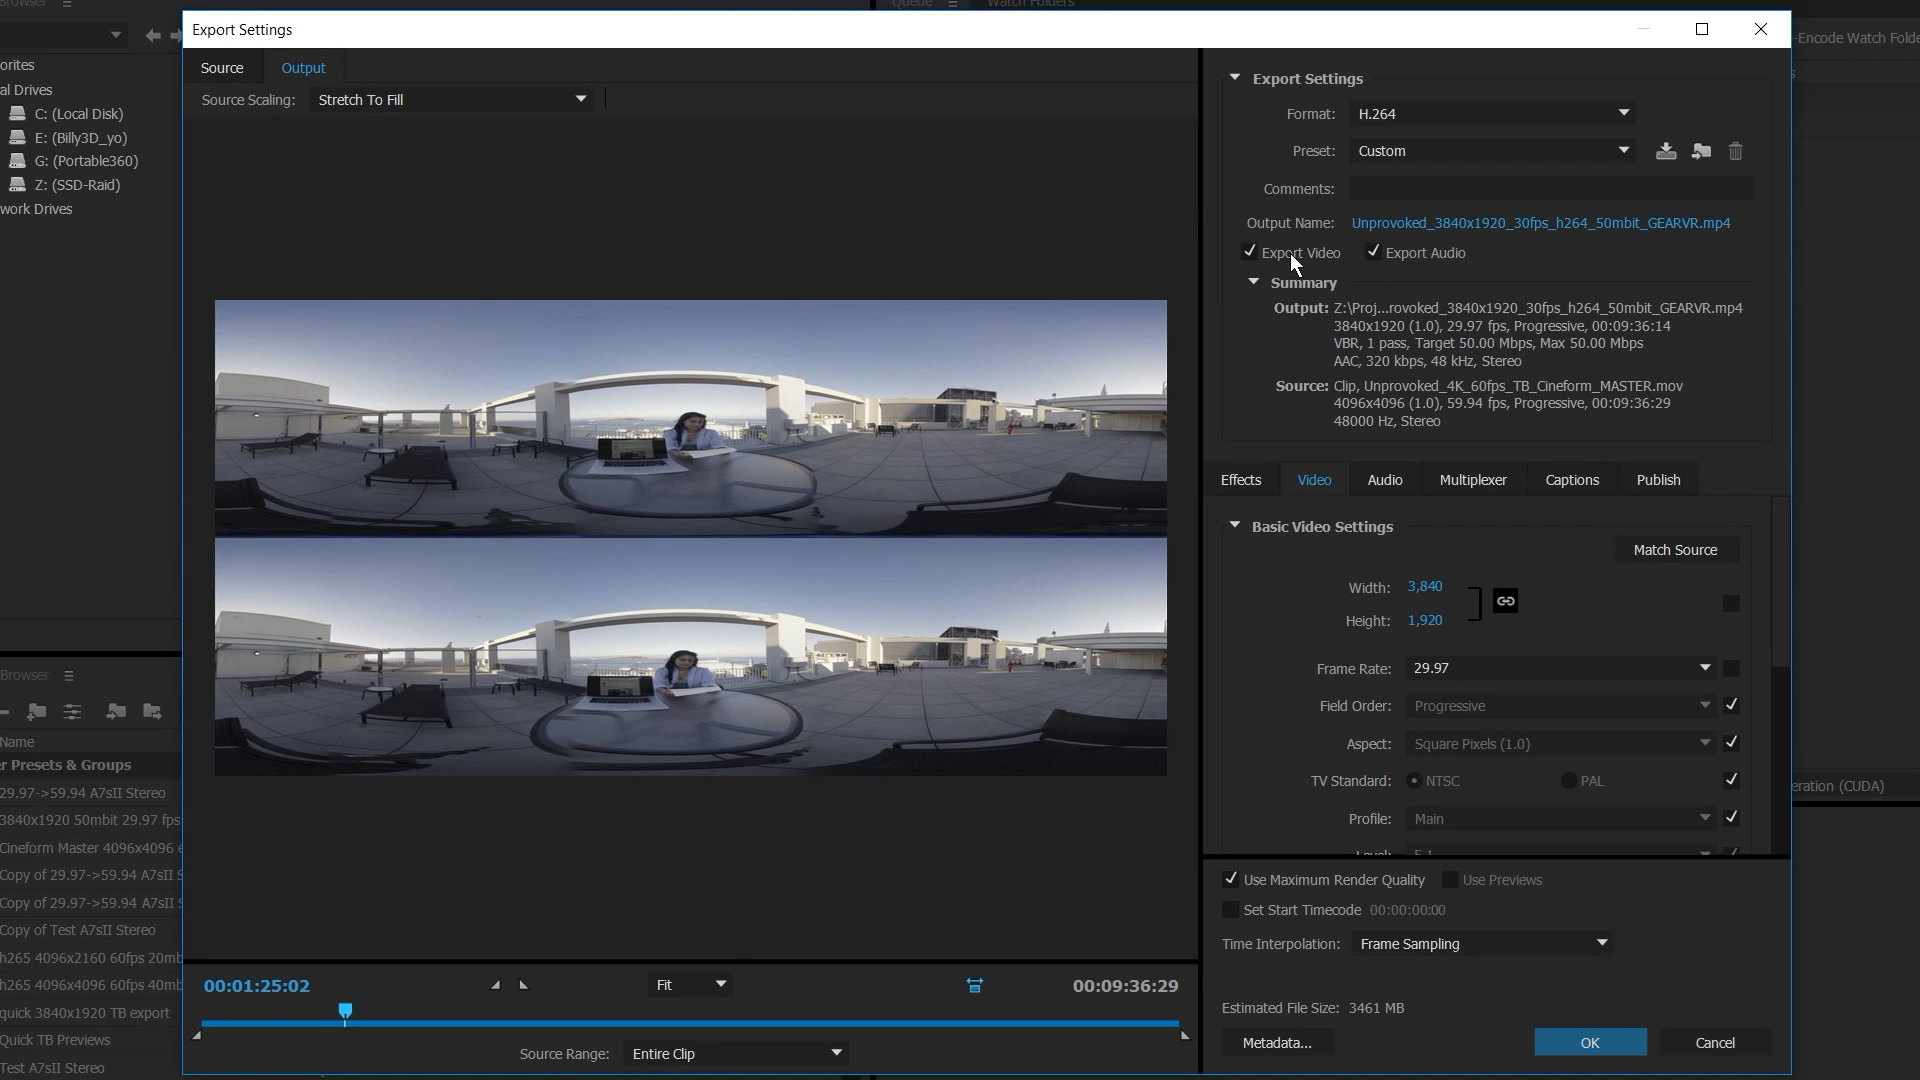 Browser
Queue
Watch Folders
Export Settings
-Encode Watch Folde
orites
al Drives
C: (Local Disk)
E: (Billy3D_yo)
G: (Portable360)
Z: (SSD-Raid)
work Drives
Source
Output
Source Scaling:
Stretch To Fill
Export Settings
Format:
H.264
Preset:
Custom
Comments:
Output Name:
Unprovoked_3840x1920_30fps_h264_50mbit_GEARVR.mp4
Export Video
Export Audio
Summary
Output: Z:\Proj...rovoked_3840x1920_30fps_h264_50mbit_GEARVR.mp4
3840x1920 (1.0), 29.97 fps, Progressive, 00:09:36:14
VBR, 1 pass, Target 50.00 Mbps, Max 50.00 Mbps
AAC, 320 kbps, 48 kHz, Stereo
Source: Clip, Unprovoked_4K_60fps_TB_Cineform_MASTER.mov
4096x4096 (1.0), 59.94 fps, Progressive, 00:09:36:29
48000 Hz, Stereo
Effects
Video
Audio
Multiplexer
Captions
Publish
Basic Video Settings
Match Source
Width:
3,840
Height:
1,920
Frame Rate:
29.97
Field Order:
Progressive
Aspect:
Square Pixels (1.0)
TV Standard:
NTSC
PAL
Profile:
Main
Level:
5.1
Use Maximum Render Quality
Use Previews
Set Start Timecode
00:00:00:00
Time Interpolation:
Frame Sampling
Estimated File Size:
3461 MB
Metadata...
OK
Cancel
00:01:25:02
Fit
00:09:36:29
Source Range:
Entire Clip
Browser
Name
r Presets & Groups
29.97->59.94 A7sII Stereo
3840x1920 50mbit 29.97 fps
Cineform Master 4096x4096 e
Copy of 29.97->59.94 A7sII S
Copy of 29.97->59.94 A7sII S
Copy of Test A7sII Stereo
h265 4096x2160 60fps 20mb
h265 4096x4096 60fps 40mb
quick 3840x1920 TB export
Quick TB Previews
Test A7sII Stereo
eration (CUDA)